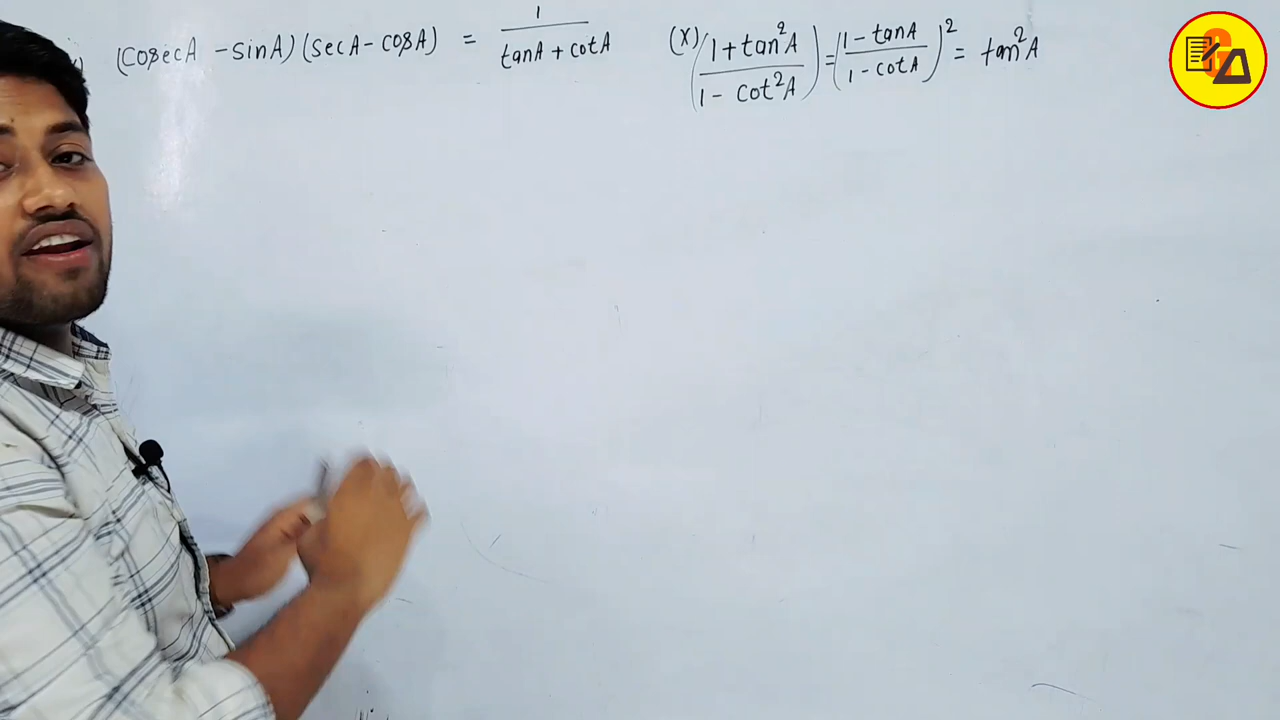 ) (CosecA - sinA) (secA - cosA) = 1/(tanA + cotA)
(X) ((1 + tan²A)/(1 - cot²A)) = ((1 - tanA)/(1 - cotA))² = tan²A